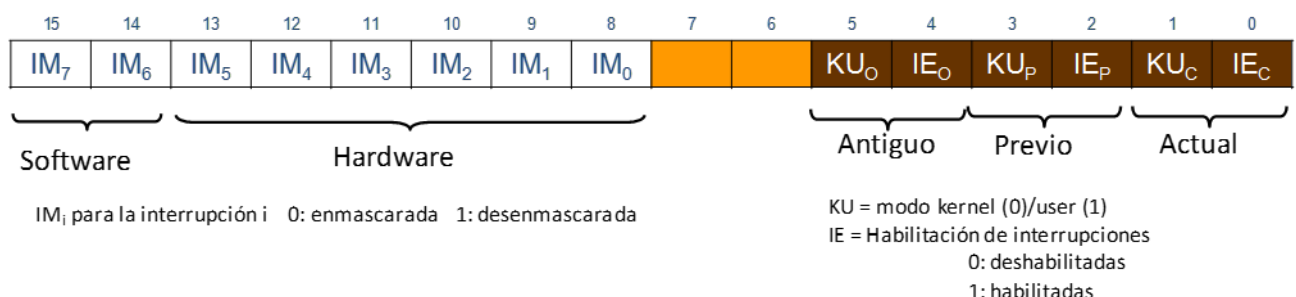 15 14 13 12 11 10 9 8 7 6 5 4 3 2 1 0
IM7 IM6 IM5 IM4 IM3 IM2 IM1 IM0 KUO IEO KUP IEP KUC IEC
Software Hardware Antiguo Previo Actual
IMi para la interrupción i 0: enmascarada 1: desenmascarada
KU = modo kernel (0)/user (1)
IE = Habilitación de interrupciones
0: deshabilitadas
1: habilitadas